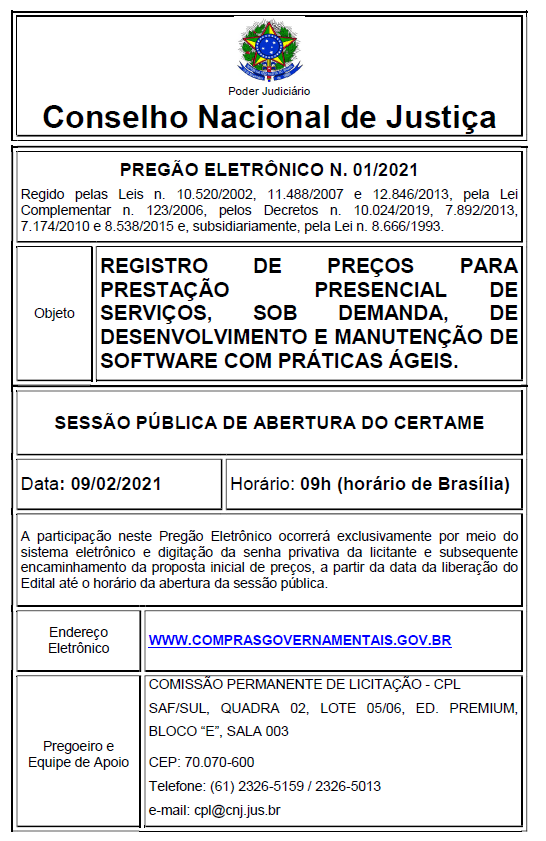 Poder Judiciário
Conselho Nacional de Justiça
PREGÃO ELETRÔNICO N. 01/2021
Regido pelas Leis n. 10.520/2002, 11.488/2007 e 12.846/2013, pela Lei
Complementar n. 123/2006, pelos Decretos n. 10.024/2019, 7.892/2013,
7.174/2010 e 8.538/2015 e, subsidiariamente, pela Lei n. 8.666/1993.
Objeto
REGISTRO DE PREÇOS PARA
PRESTAÇÃO PRESENCIAL DE
SERVIÇOS, SOB DEMANDA, DE
DESENVOLVIMENTO E MANUTENÇÃO DE
SOFTWARE COM PRÁTICAS ÁGEIS.
SESSÃO PÚBLICA DE ABERTURA DO CERTAME
Data: 09/02/2021
Horário: 09h (horário de Brasília)
A participação neste Pregão Eletrônico ocorrerá exclusivamente por meio do
sistema eletrônico e digitação da senha privativa da licitante e subsequente
encaminhamento da proposta inicial de preços, a partir da data da liberação do
Edital até o horário da abertura da sessão pública.
Endereço
Eletrônico
WWW.COMPRASGOVERNAMENTAIS.GOV.BR
Pregoeiro e
Equipe de Apoio
COMISSÃO PERMANENTE DE LICITAÇÃO - CPL
SAF/SUL, QUADRA 02, LOTE 05/06, ED. PREMIUM,
BLOCO “E”, SALA 003
CEP: 70.070-600
Telefone: (61) 2326-5159 / 2326-5013
e-mail: cpl@cnj.jus.br